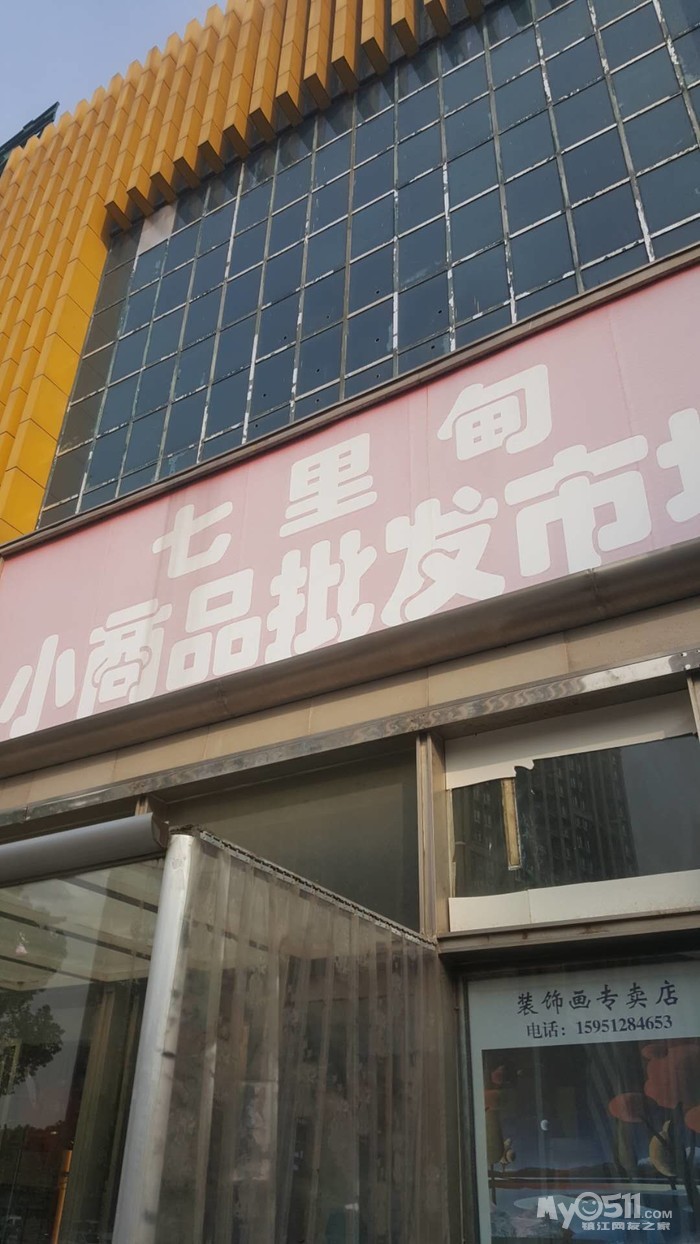 七里甸
小商品批发市场
装饰画专卖店
电话：15951284653
MyO511.COM
镇江网友之家